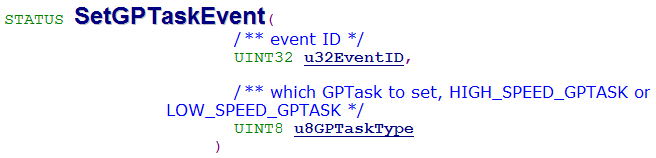 STATUS SetGPTaskEvent(
/** event ID */
UINT32 u32EventID,
/** which GPTask to set, HIGH_SPEED_GPTASK or
LOW_SPEED_GPTASK */
UINT8 u8GPTaskType
)